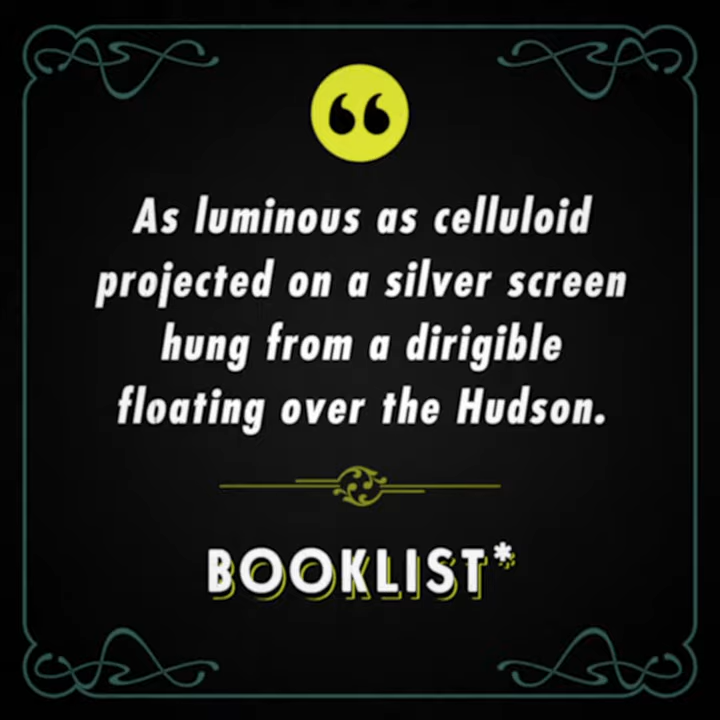 “
As luminous as celluloid
projected on a silver screen
hung from a dirigible
floating over the Hudson.
BOOKLIST*